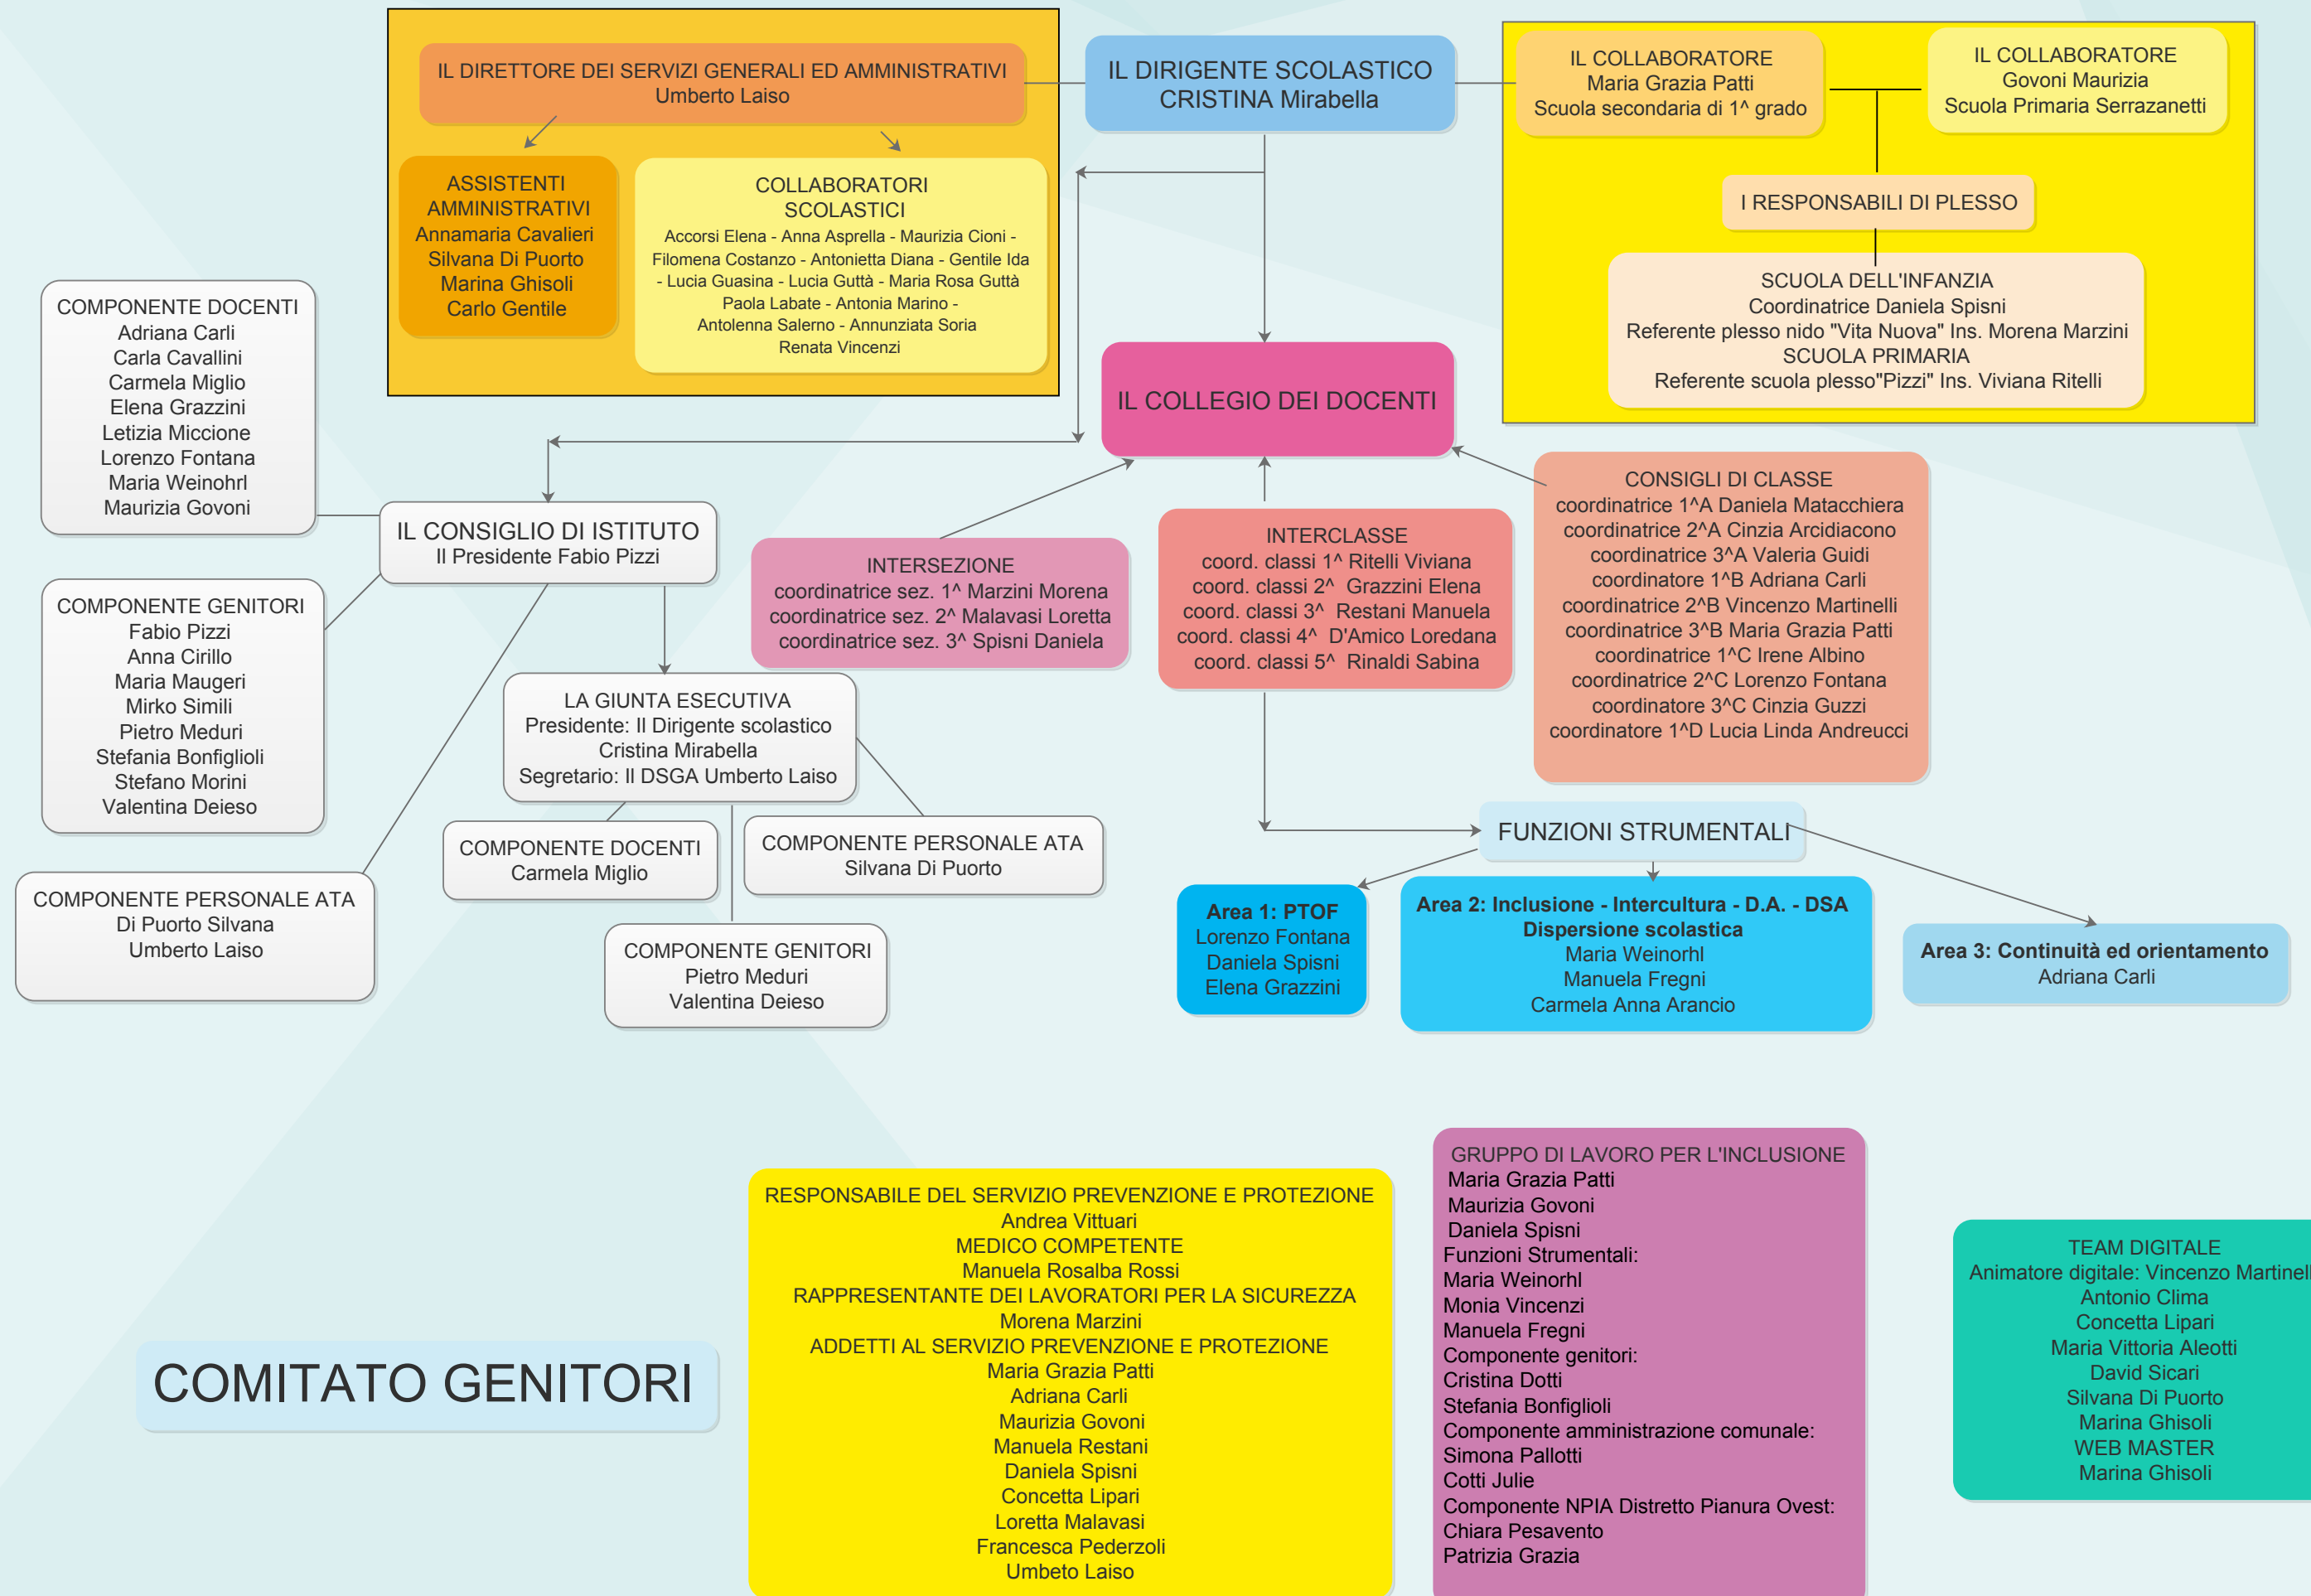 IL DIRETTORE DEI SERVIZI GENERALI ED AMMINISTRATIVI
Umberto Laiso
IL DIRIGENTE SCOLASTICO
CRISTINA Mirabella
IL COLLABORATORE
Maria Grazia Patti
Scuola secondaria di 1^ grado
IL COLLABORATORE
Govoni Maurizia
Scuola Primaria Serrazanetti
ASSISTENTI
AMMINISTRATIVI
Annamaria Cavalieri
Silvana Di Puorto
Marina Ghisoli
Carlo Gentile
COLLABORATORI
SCOLASTICI
Accorsi Elena - Anna Asprella - Maurizia Cioni -
Filomena Costanzo - Antonietta Diana - Gentile Ida
- Lucia Guasina - Lucia Guttà - Maria Rosa Guttà
Paola Labate - Antonia Marino -
Antolenna Salerno - Annunziata Soria
Renata Vincenzi
I RESPONSABILI DI PLESSO
SCUOLA DELL'INFANZIA
Coordinatrice Daniela Spisni
Referente plesso nido "Vita Nuova" Ins. Morena Marzini
SCUOLA PRIMARIA
Referente scuola plesso"Pizzi" Ins. Viviana Ritelli
COMPONENTE DOCENTI
Adriana Carli
Carla Cavallini
Carmela Miglio
Elena Grazzini
Letizia Miccione
Lorenzo Fontana
Maria Weinohrl
Maurizia Govoni
IL COLLEGIO DEI DOCENTI
IL CONSIGLIO DI ISTITUTO
Il Presidente Fabio Pizzi
INTERSEZIONE
coordinatrice sez. 1^ Marzini Morena
coordinatrice sez. 2^ Malavasi Loretta
coordinatrice sez. 3^ Spisni Daniela
INTERCLASSE
coord. classi 1^ Ritelli Viviana
coord. classi 2^ Grazzini Elena
coord. classi 3^ Restani Manuela
coord. classi 4^ D'Amico Loredana
coord. classi 5^ Rinaldi Sabina
CONSIGLI DI CLASSE
coordinatrice 1^A Daniela Matacchiera
coordinatrice 2^A Cinzia Arcidiacono
coordinatrice 3^A Valeria Guidi
coordinatore 1^B Adriana Carli
coordinatrice 2^B Vincenzo Martinelli
coordinatrice 3^B Maria Grazia Patti
coordinatrice 1^C Irene Albino
coordinatrice 2^C Lorenzo Fontana
coordinatore 3^C Cinzia Guzzi
coordinatore 1^D Lucia Linda Andreucci
COMPONENTE GENITORI
Fabio Pizzi
Anna Cirillo
Maria Maugeri
Mirko Simili
Pietro Meduri
Stefania Bonfiglioli
Stefano Morini
Valentina Deieso
LA GIUNTA ESECUTIVA
Presidente: Il Dirigente scolastico
Cristina Mirabella
Segretario: Il DSGA Umberto Laiso
COMPONENTE DOCENTI
Carmela Miglio
COMPONENTE PERSONALE ATA
Silvana Di Puorto
FUNZIONI STRUMENTALI
COMPONENTE PERSONALE ATA
Di Puorto Silvana
Umberto Laiso
COMPONENTE GENITORI
Pietro Meduri
Valentina Deieso
Area 1: PTOF
Lorenzo Fontana
Daniela Spisni
Elena Grazzini
Area 2: Inclusione - Intercultura - D.A. - DSA
Dispersione scolastica
Maria Weinorhl
Manuela Fregni
Carmela Anna Arancio
Area 3: Continuità ed orientamento
Adriana Carli
COMITATO GENITORI
RESPONSABILE DEL SERVIZIO PREVENZIONE E PROTEZIONE
Andrea Vittuari
MEDICO COMPETENTE
Manuela Rosalba Rossi
RAPPRESENTANTE DEI LAVORATORI PER LA SICUREZZA
Morena Marzini
ADDETTI AL SERVIZIO PREVENZIONE E PROTEZIONE
Maria Grazia Patti
Adriana Carli
Maurizia Govoni
Manuela Restani
Daniela Spisni
Concetta Lipari
Loretta Malavasi
Francesca Pederzoli
Umbeto Laiso
GRUPPO DI LAVORO PER L'INCLUSIONE
Maria Grazia Patti
Maurizia Govoni
Daniela Spisni
Funzioni Strumentali:
Maria Weinorhl
Monia Vincenzi
Manuela Fregni
Componente genitori:
Cristina Dotti
Stefania Bonfiglioli
Componente amministrazione comunale:
Simona Pallotti
Cotti Julie
Componente NPIA Distretto Pianura Ovest:
Chiara Pesavento
Patrizia Grazia
TEAM DIGITALE
Animatore digitale: Vincenzo Martinell
Antonio Clima
Concetta Lipari
Maria Vittoria Aleotti
David Sicari
Silvana Di Puorto
Marina Ghisoli
WEB MASTER
Marina Ghisoli